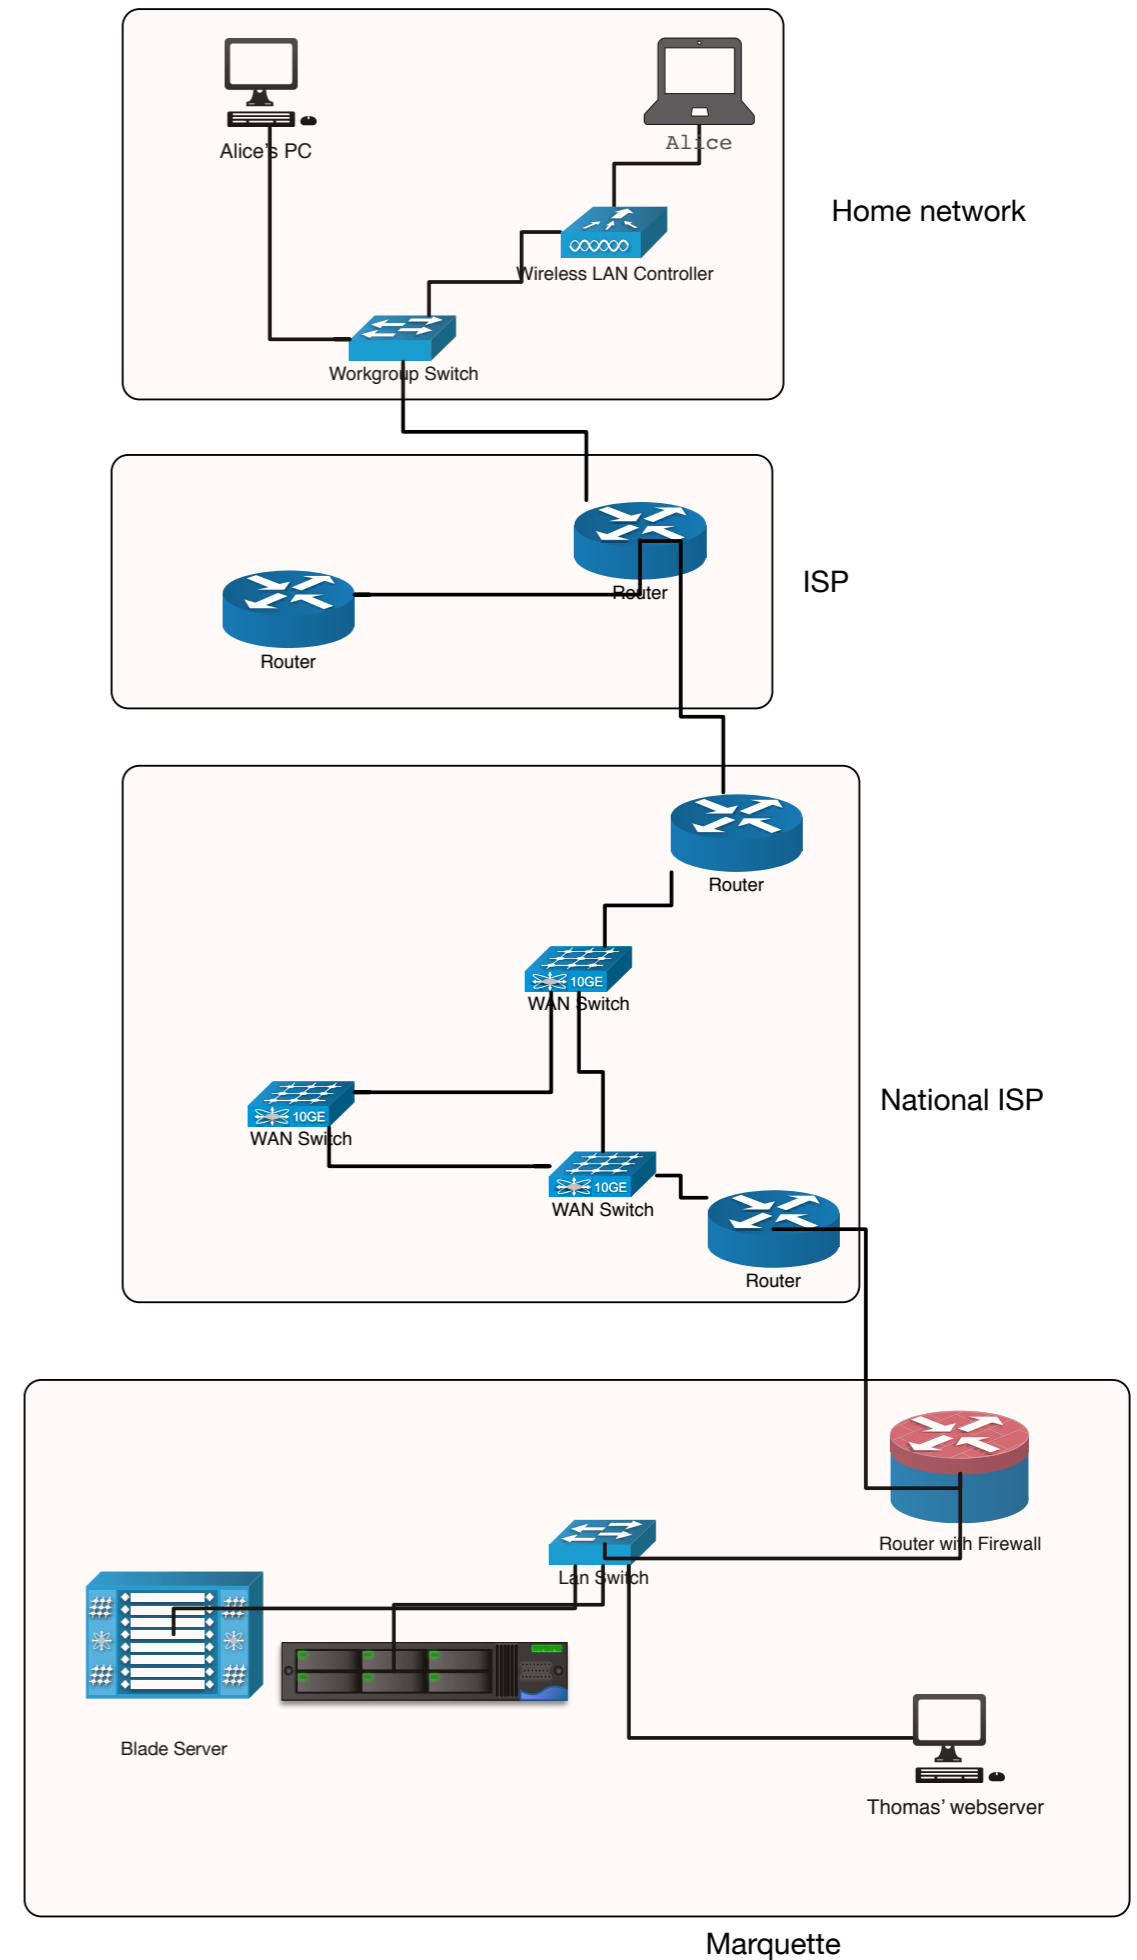 Alice's PC
Alice
Home network
Wireless LAN Controller
Workgroup Switch
Router
ISP
Router
Router
10GE
WAN Switch
10GE
WAN Switch
National ISP
10GE
WAN Switch
Router
Router with Firewall
Lan Switch
Blade Server
Thomas’ webserver
Marquette